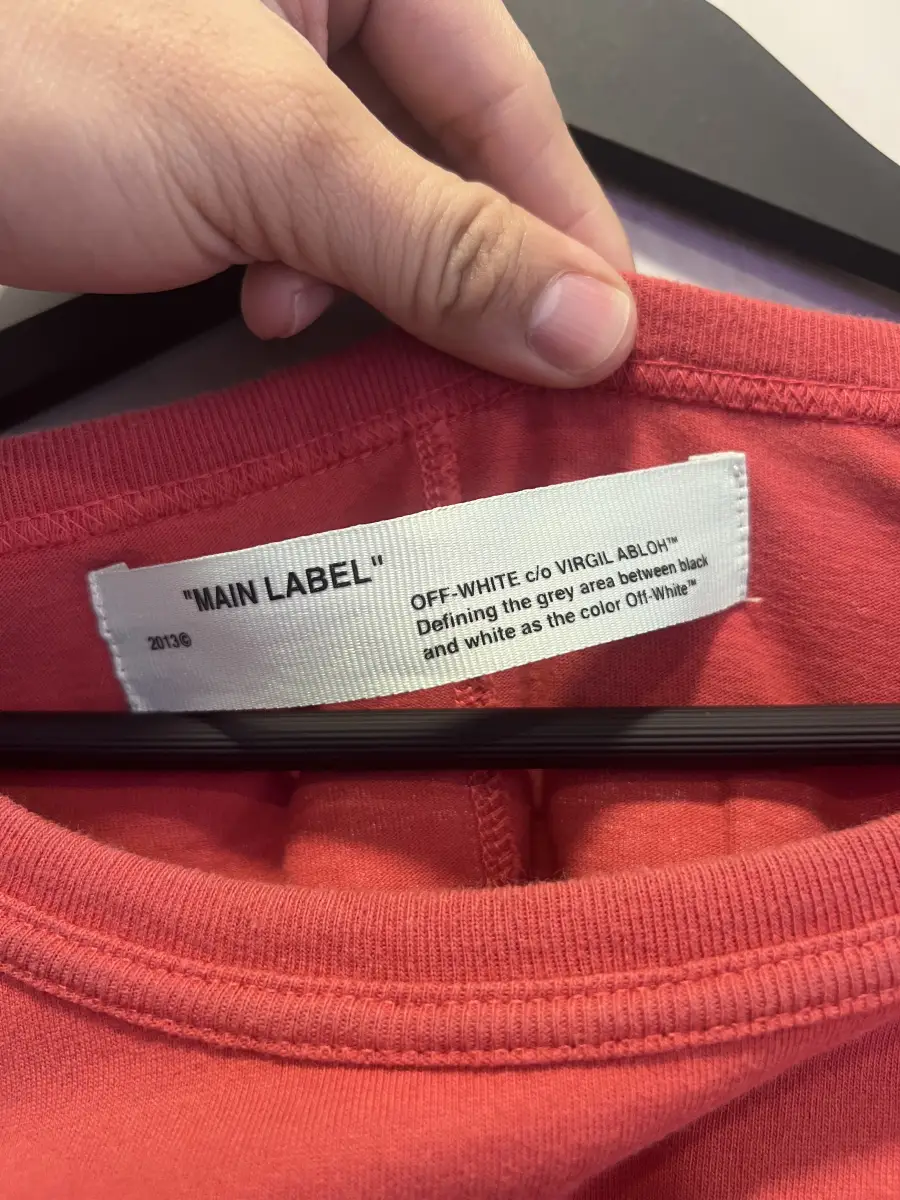 "MAIN LABEL"
2013©
OFF-WHITE c/o VIRGIL ABLOH™
Defining the grey area between black
and white as the color Off-White™